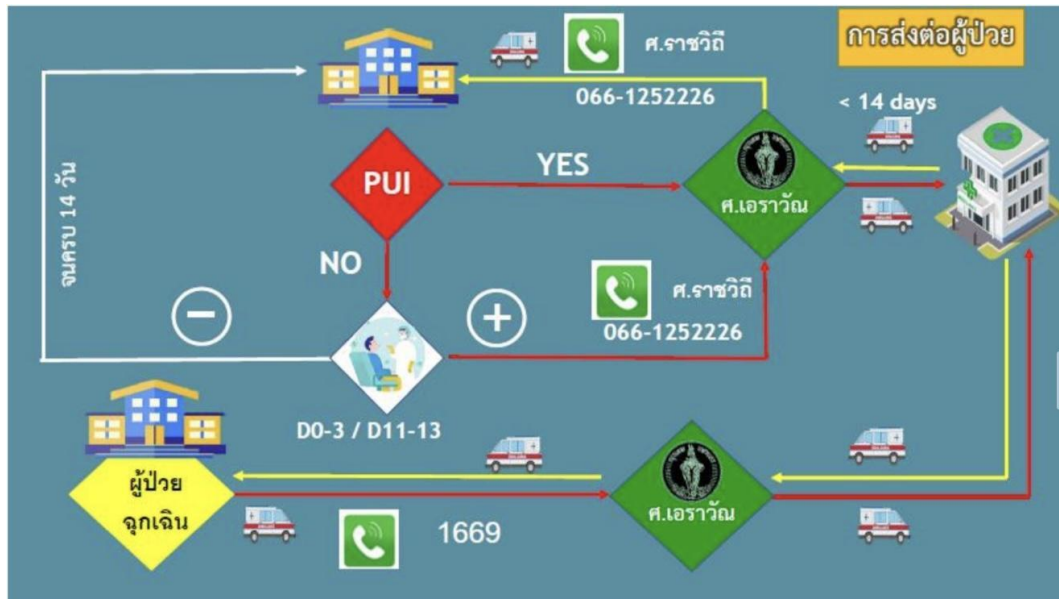 การส่งต่อผู้ป่วย
ศ.ราชวิถี
066-1252226
< 14 days
PUI
YES
ศ.เอราวัณ
จนครบ 14 วัน
NO
ศ.ราชวิถี
066-1252226
−
+
D0-3 / D11-13
ผู้ป่วย
ฉุกเฉิน
1669
ศ.เอราวัณ